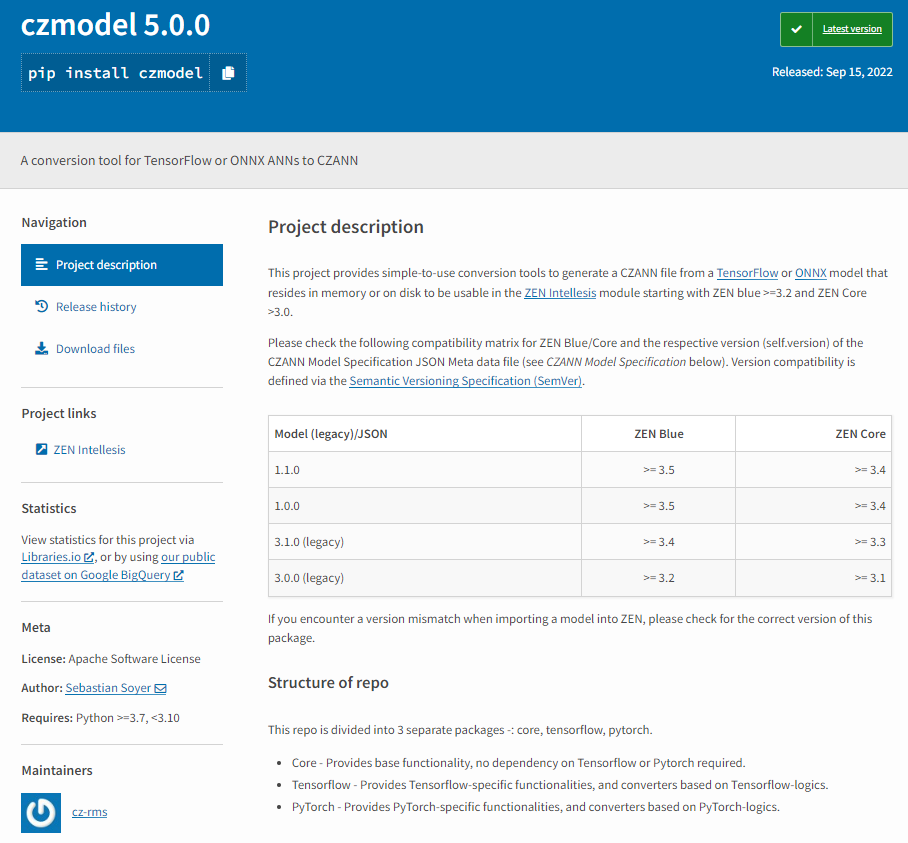 czmodel 5.0.0
pip install czmodel
Latest version
Released: Sep 15, 2022
A conversion tool for TensorFlow or ONNX ANNs to CZANN
Navigation
Project description
Release history
Download files
Project links
ZEN Intellesis
Statistics
View statistics for this project via
Libraries.io, or by using our public
dataset on Google BigQuery
Meta
License: Apache Software License
Author: Sebastian Soyer
Requires: Python >=3.7, <3.10
Maintainers
cz-rms
Project description
This project provides simple-to-use conversion tools to generate a CZANN file from a TensorFlow or ONNX model that
resides in memory or on disk to be usable in the ZEN Intellesis module starting with ZEN blue >=3.2 and ZEN Core
>3.0.
Please check the following compatibility matrix for ZEN Blue/Core and the respective version (self.version) of the
CZANN Model Specification JSON Meta data file (see CZANN Model Specification below). Version compatibility is
defined via the Semantic Versioning Specification (SemVer).
Model (legacy)/JSON ZEN Blue ZEN Core
1.1.0 >= 3.5 >= 3.4
1.0.0 >= 3.5 >= 3.4
3.1.0 (legacy) >= 3.4 >= 3.3
3.0.0 (legacy) >= 3.2 >= 3.1
If you encounter a version mismatch when importing a model into ZEN, please check for the correct version of this
package.
Structure of repo
This repo is divided into 3 separate packages -: core, tensorflow, pytorch.
• Core - Provides base functionality, no dependency on Tensorflow or Pytorch required.
• Tensorflow - Provides Tensorflow-specific functionalities, and converters based on Tensorflow-logics.
• PyTorch - Provides PyTorch-specific functionalities, and converters based on PyTorch-logics.